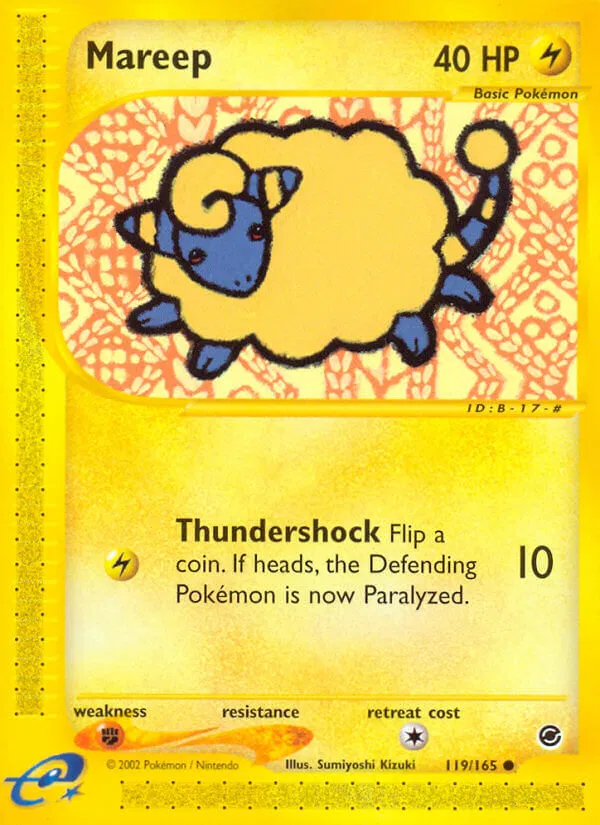 Mareep 40 HP
Basic Pokémon
ID:B-17-#
Thundershock Flip a
coin. If heads, the Defending 10
Pokémon is now Paralyzed.
weakness resistance retreat cost
© 2002 Pokémon / Nintendo Illus. Sumiyoshi Kizuki 119/165
e